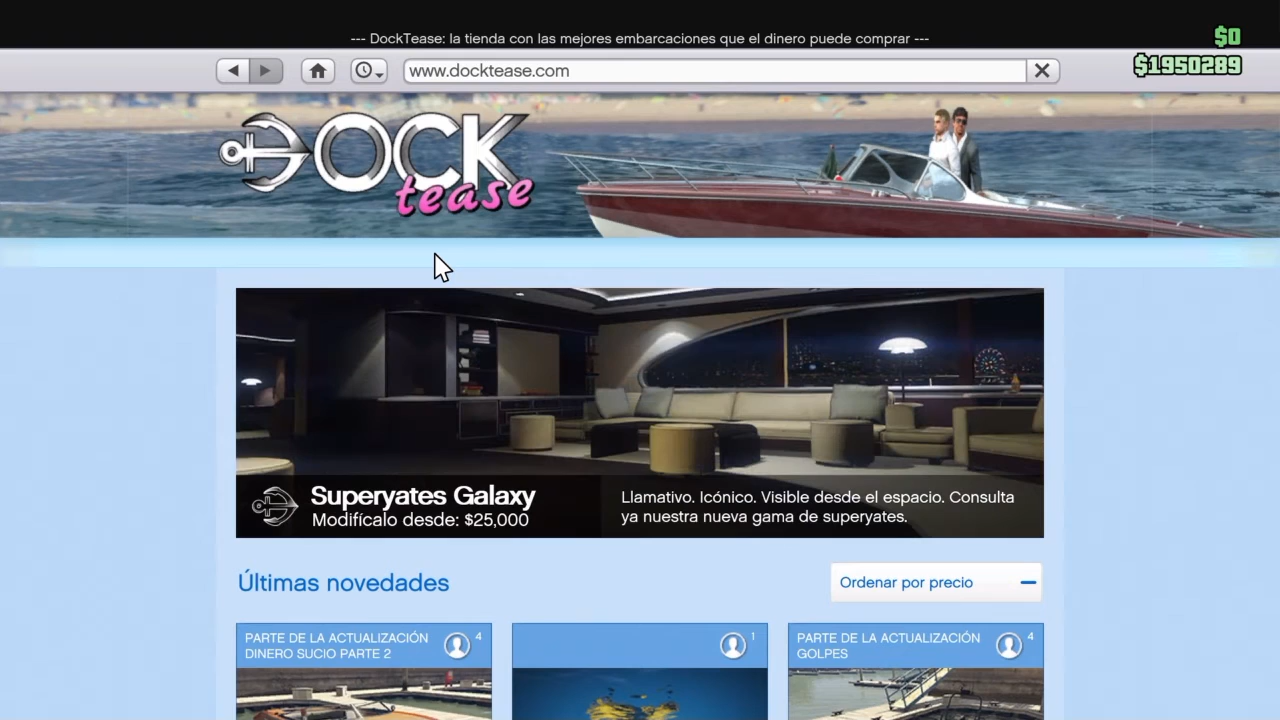 --- DockTease: la tienda con las mejores embarcaciones que el dinero puede comprar ---
$0
www.docktease.com
$1950289
DOCK
tease
Superyates Galaxy
Modifícalo desde: $25,000
Llamativo. Icónico. Visible desde el espacio. Consulta
ya nuestra nueva gama de superyates.
Últimas novedades
Ordenar por precio
PARTE DE LA ACTUALIZACIÓN
DINERO SUCIO PARTE 2
4
1
PARTE DE LA ACTUALIZACIÓN
GOLPES
4